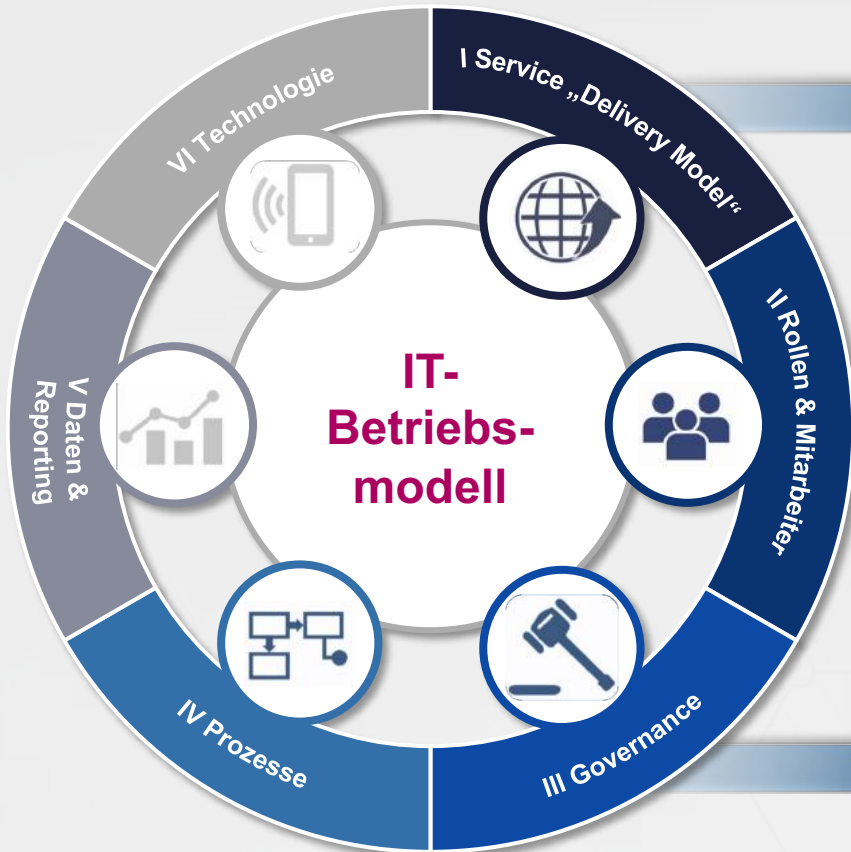 IT-
Betriebs-
modell
I Service „Delivery Model“
II Rollen & Mitarbeiter
III Governance
IV Prozesse
V Daten &
Reporting
VI Technologie